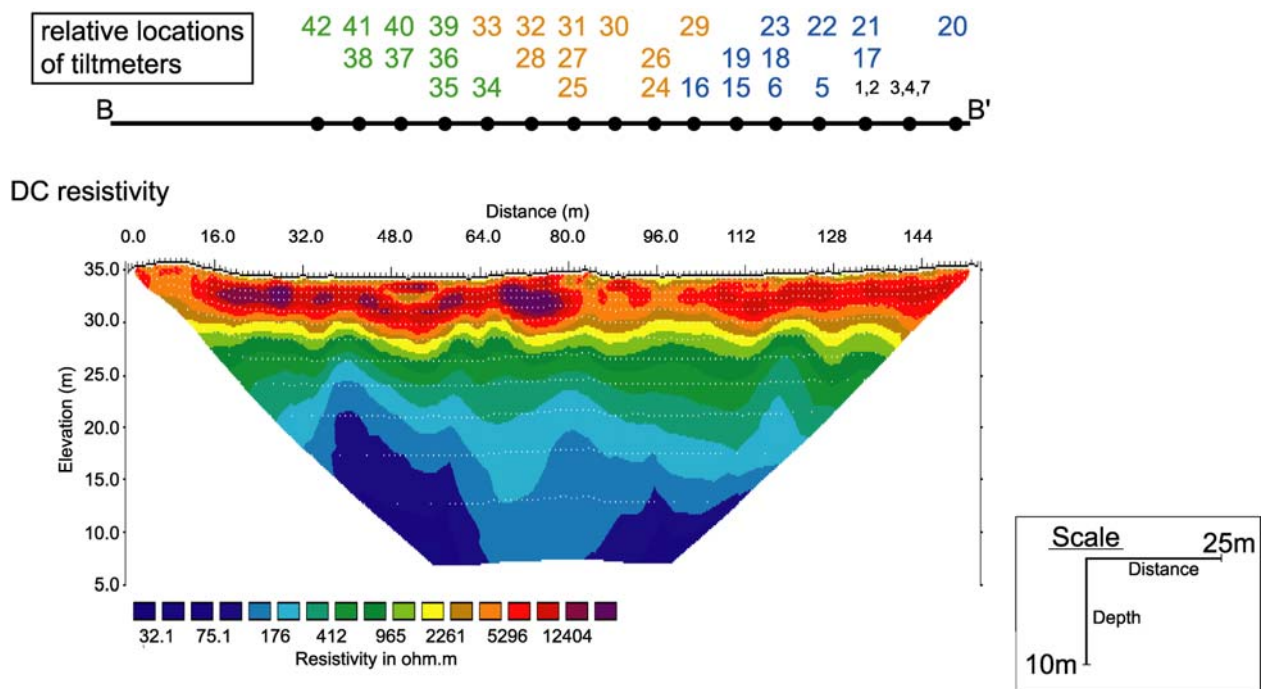 relative locations
of tiltmeters
42 41 40 39 33 32 31 30 29 23 22 21 20
38 37 36 28 27 26 19 18 17
35 34 25 24 16 15 6 5 1,2 3,4,7
B B'
DC resistivity
Distance (m)
0.0 16.0 32.0 48.0 64.0 80.0 96.0 112 128 144
35.0
30.0
25.0
20.0
15.0
10.0
5.0
Elevation (m)
32.1 75.1 176 412 965 2261 5296 12404
Resistivity in ohm.m
Scale
25m
Distance
Depth
10m